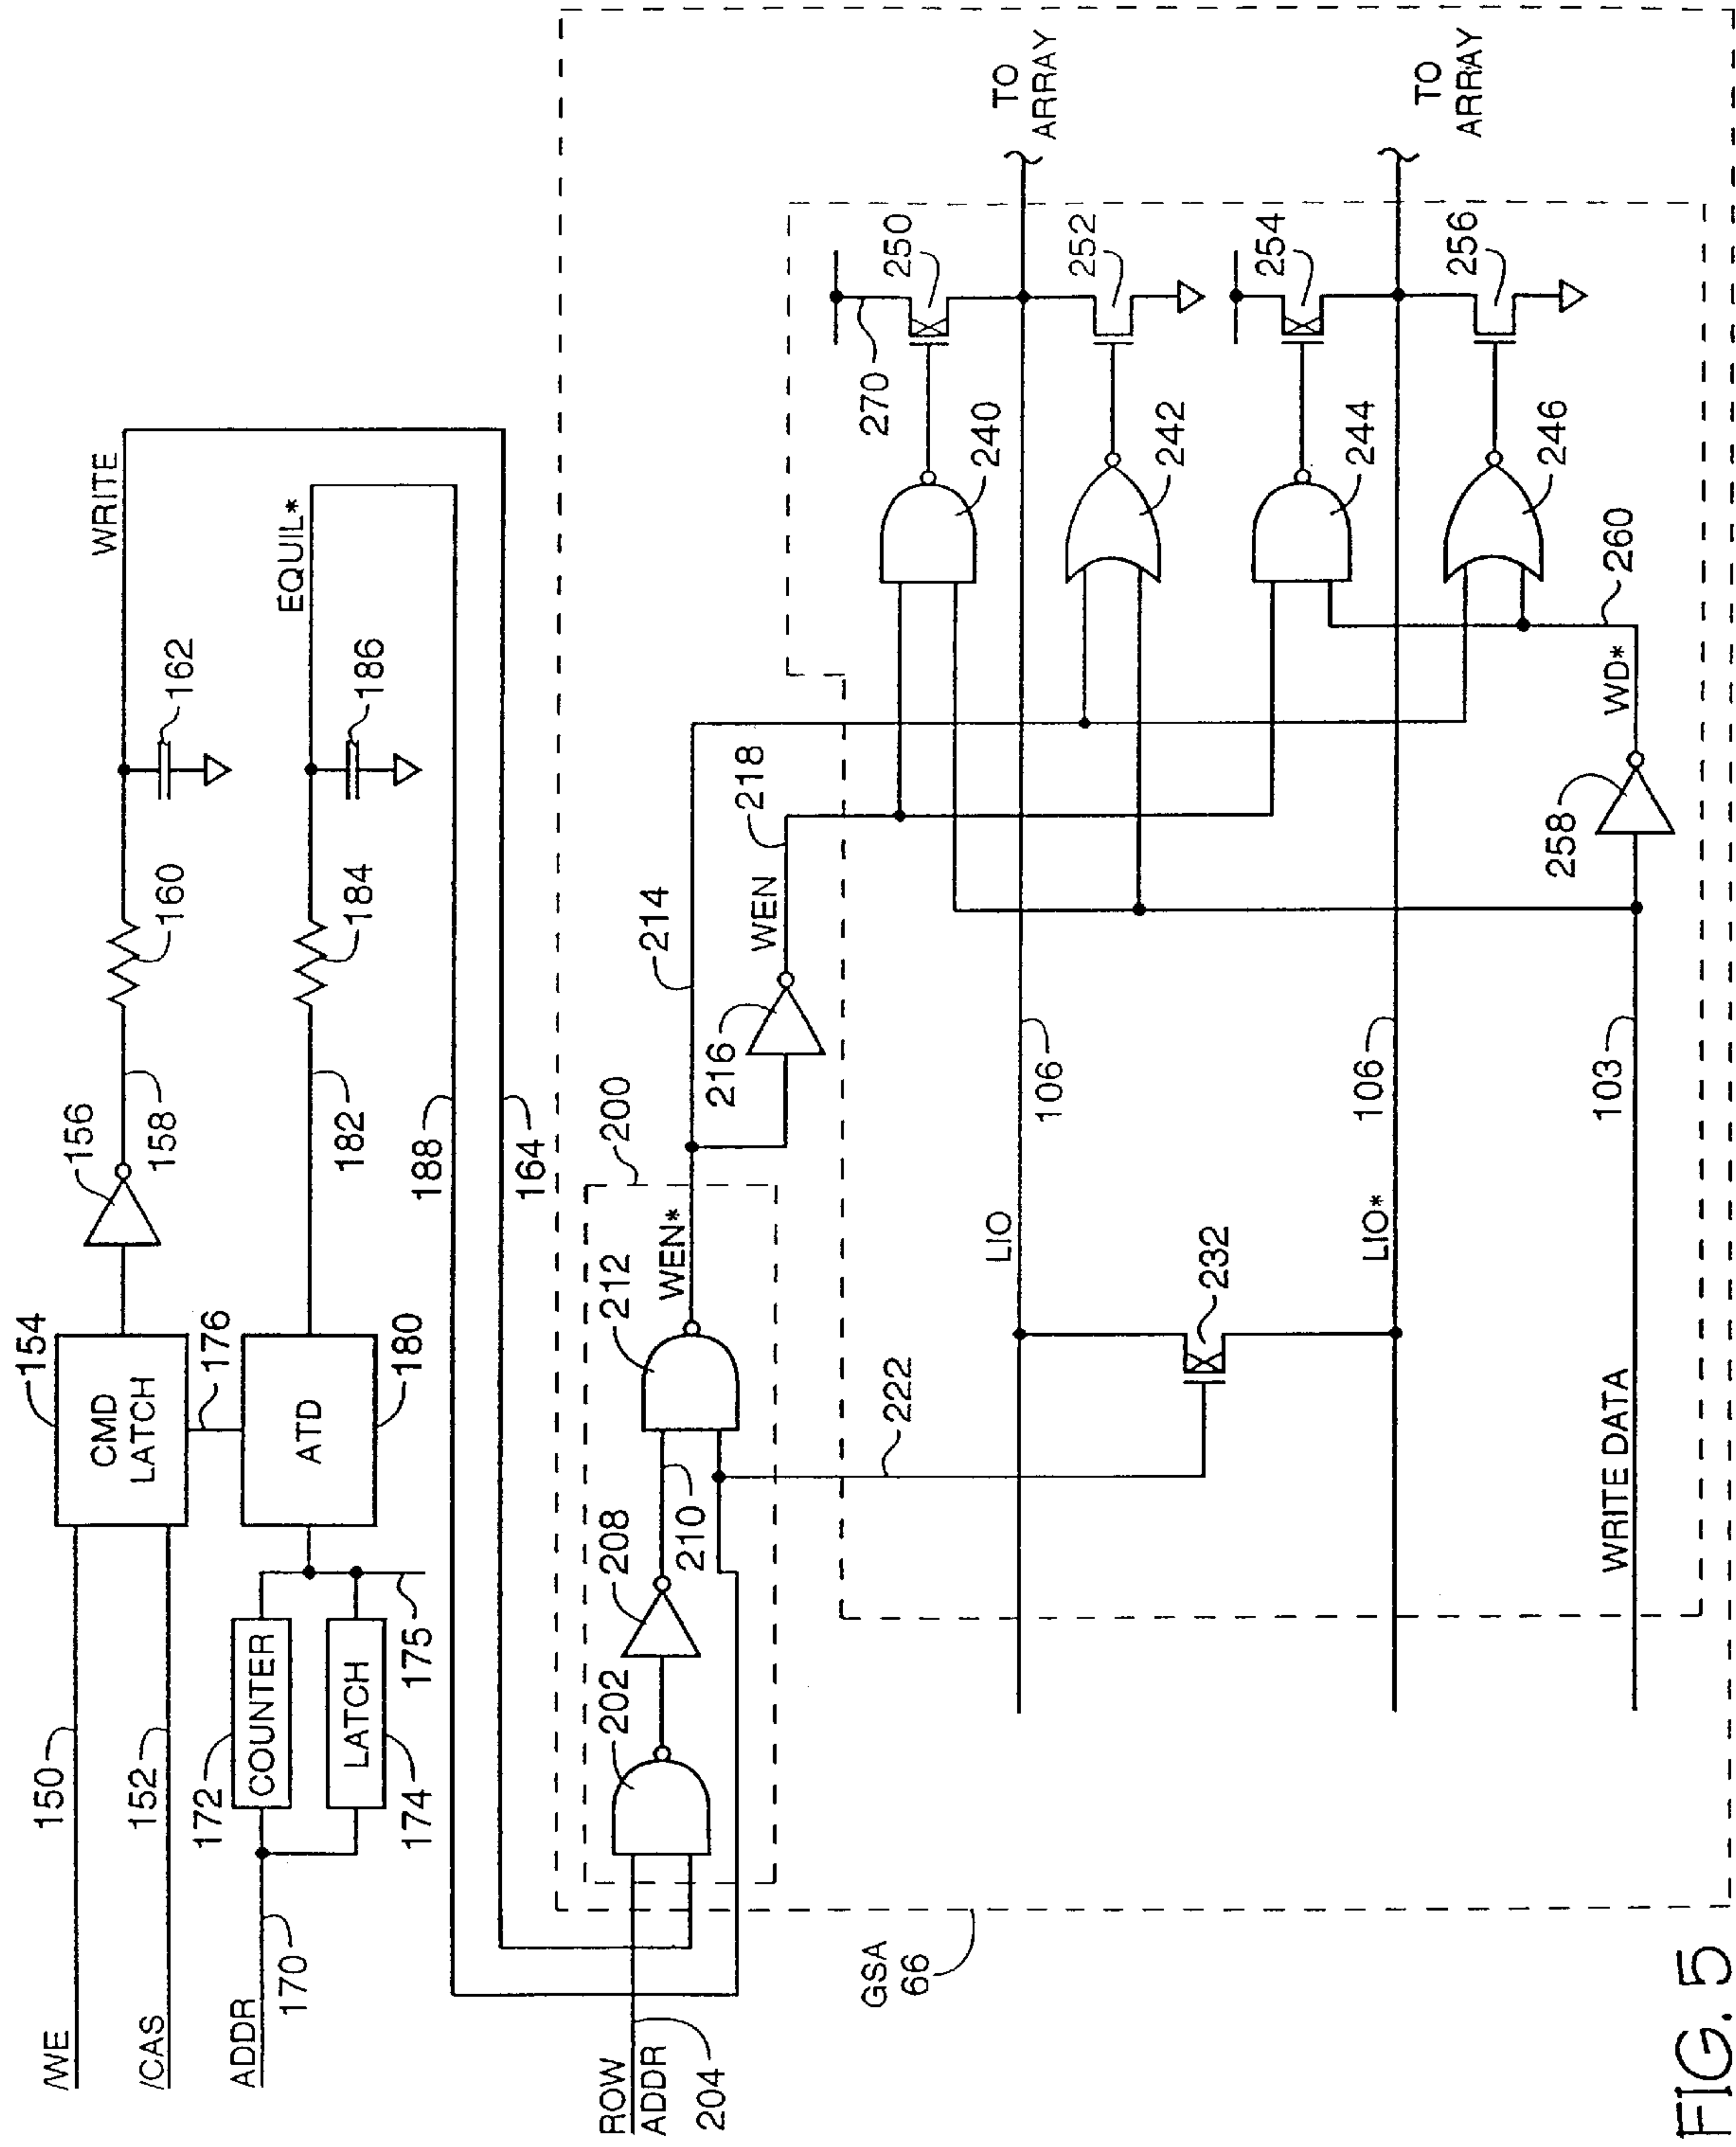 /WE
150
/CAS
152
ADDR
170
172
COUNTER
LATCH
174
175
154
CMD
LATCH
176
ATD
180
156
158
182
160
184
162
186
WRITE
EQUIL*
188
164
ROW
ADDR
204
GSA
66
202
208
210
212
200
WEN*
214
216
WEN
218
222
232
LIO
106
LIO*
106
WRITE DATA
103
258
WD*
260
240
242
244
246
270
250
252
254
256
TO
ARRAY
TO
ARRAY
FIG. 5